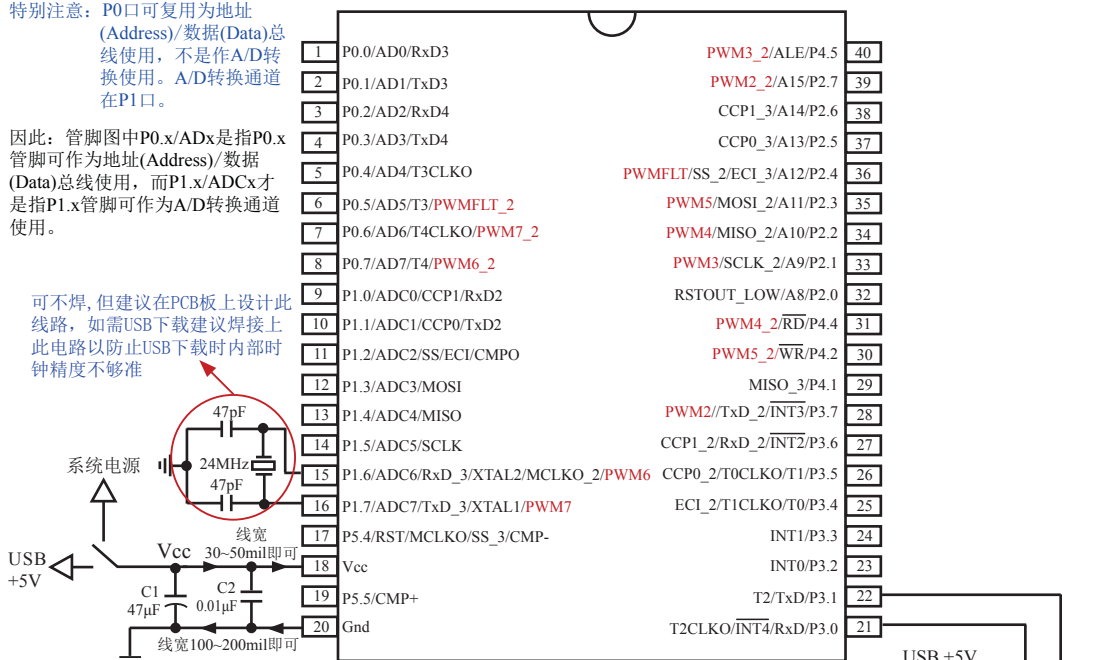 特别注意：P0口可复用为地址
(Address)/数据(Data)总
线使用，不是作A/D转
换使用。A/D转换通道
在P1口。
因此：管脚图中P0.x/ADx是指P0.x
管脚可作为地址(Address)/数据
(Data)总线使用，而P1.x/ADCx才
是指P1.x管脚可作为A/D转换通道
使用。
可不焊,但建议在PCB板上设计此
线路，如需USB下载建议焊接上
此电路以防止USB下载时内部时
钟精度不够准
47pF
24MHz
47pF
系统电源
USB
+5V
Vcc
线宽
30~50mil即可
C1
47μF
C2
0.01μF
线宽100~200mil即可
1 P0.0/AD0/RxD3
2 P0.1/AD1/TxD3
3 P0.2/AD2/RxD4
4 P0.3/AD3/TxD4
5 P0.4/AD4/T3CLKO
6 P0.5/AD5/T3/PWMFLT_2
7 P0.6/AD6/T4CLKO/PWM7_2
8 P0.7/AD7/T4/PWM6_2
9 P1.0/ADC0/CCP1/RxD2
10 P1.1/ADC1/CCP0/TxD2
11 P1.2/ADC2/SS/ECI/CMPO
12 P1.3/ADC3/MOSI
13 P1.4/ADC4/MISO
14 P1.5/ADC5/SCLK
15 P1.6/ADC6/RxD_3/XTAL2/MCLKO_2/PWM6
16 P1.7/ADC7/TxD_3/XTAL1/PWM7
17 P5.4/RST/MCLKO/SS_3/CMP-
18 Vcc
19 P5.5/CMP+
20 Gnd
PWM3_2/ALE/P4.5 40
PWM2_2/A15/P2.7 39
CCP1_3/A14/P2.6 38
CCP0_3/A13/P2.5 37
PWMFLT/SS_2/ECI_3/A12/P2.4 36
PWM5/MOSI_2/A11/P2.3 35
PWM4/MISO_2/A10/P2.2 34
PWM3/SCLK_2/A9/P2.1 33
RSTOUT_LOW/A8/P2.0 32
PWM4_2/RD/P4.4 31
PWM5_2/WR/P4.2 30
MISO_3/P4.1 29
PWM2//TxD_2/INT3/P3.7 28
CCP1_2/RxD_2/INT2/P3.6 27
CCP0_2/T0CLKO/T1/P3.5 26
ECI_2/T1CLKO/T0/P3.4 25
INT1/P3.3 24
INT0/P3.2 23
T2/TxD/P3.1 22
T2CLKO/INT4/RxD/P3.0 21
USB +5V